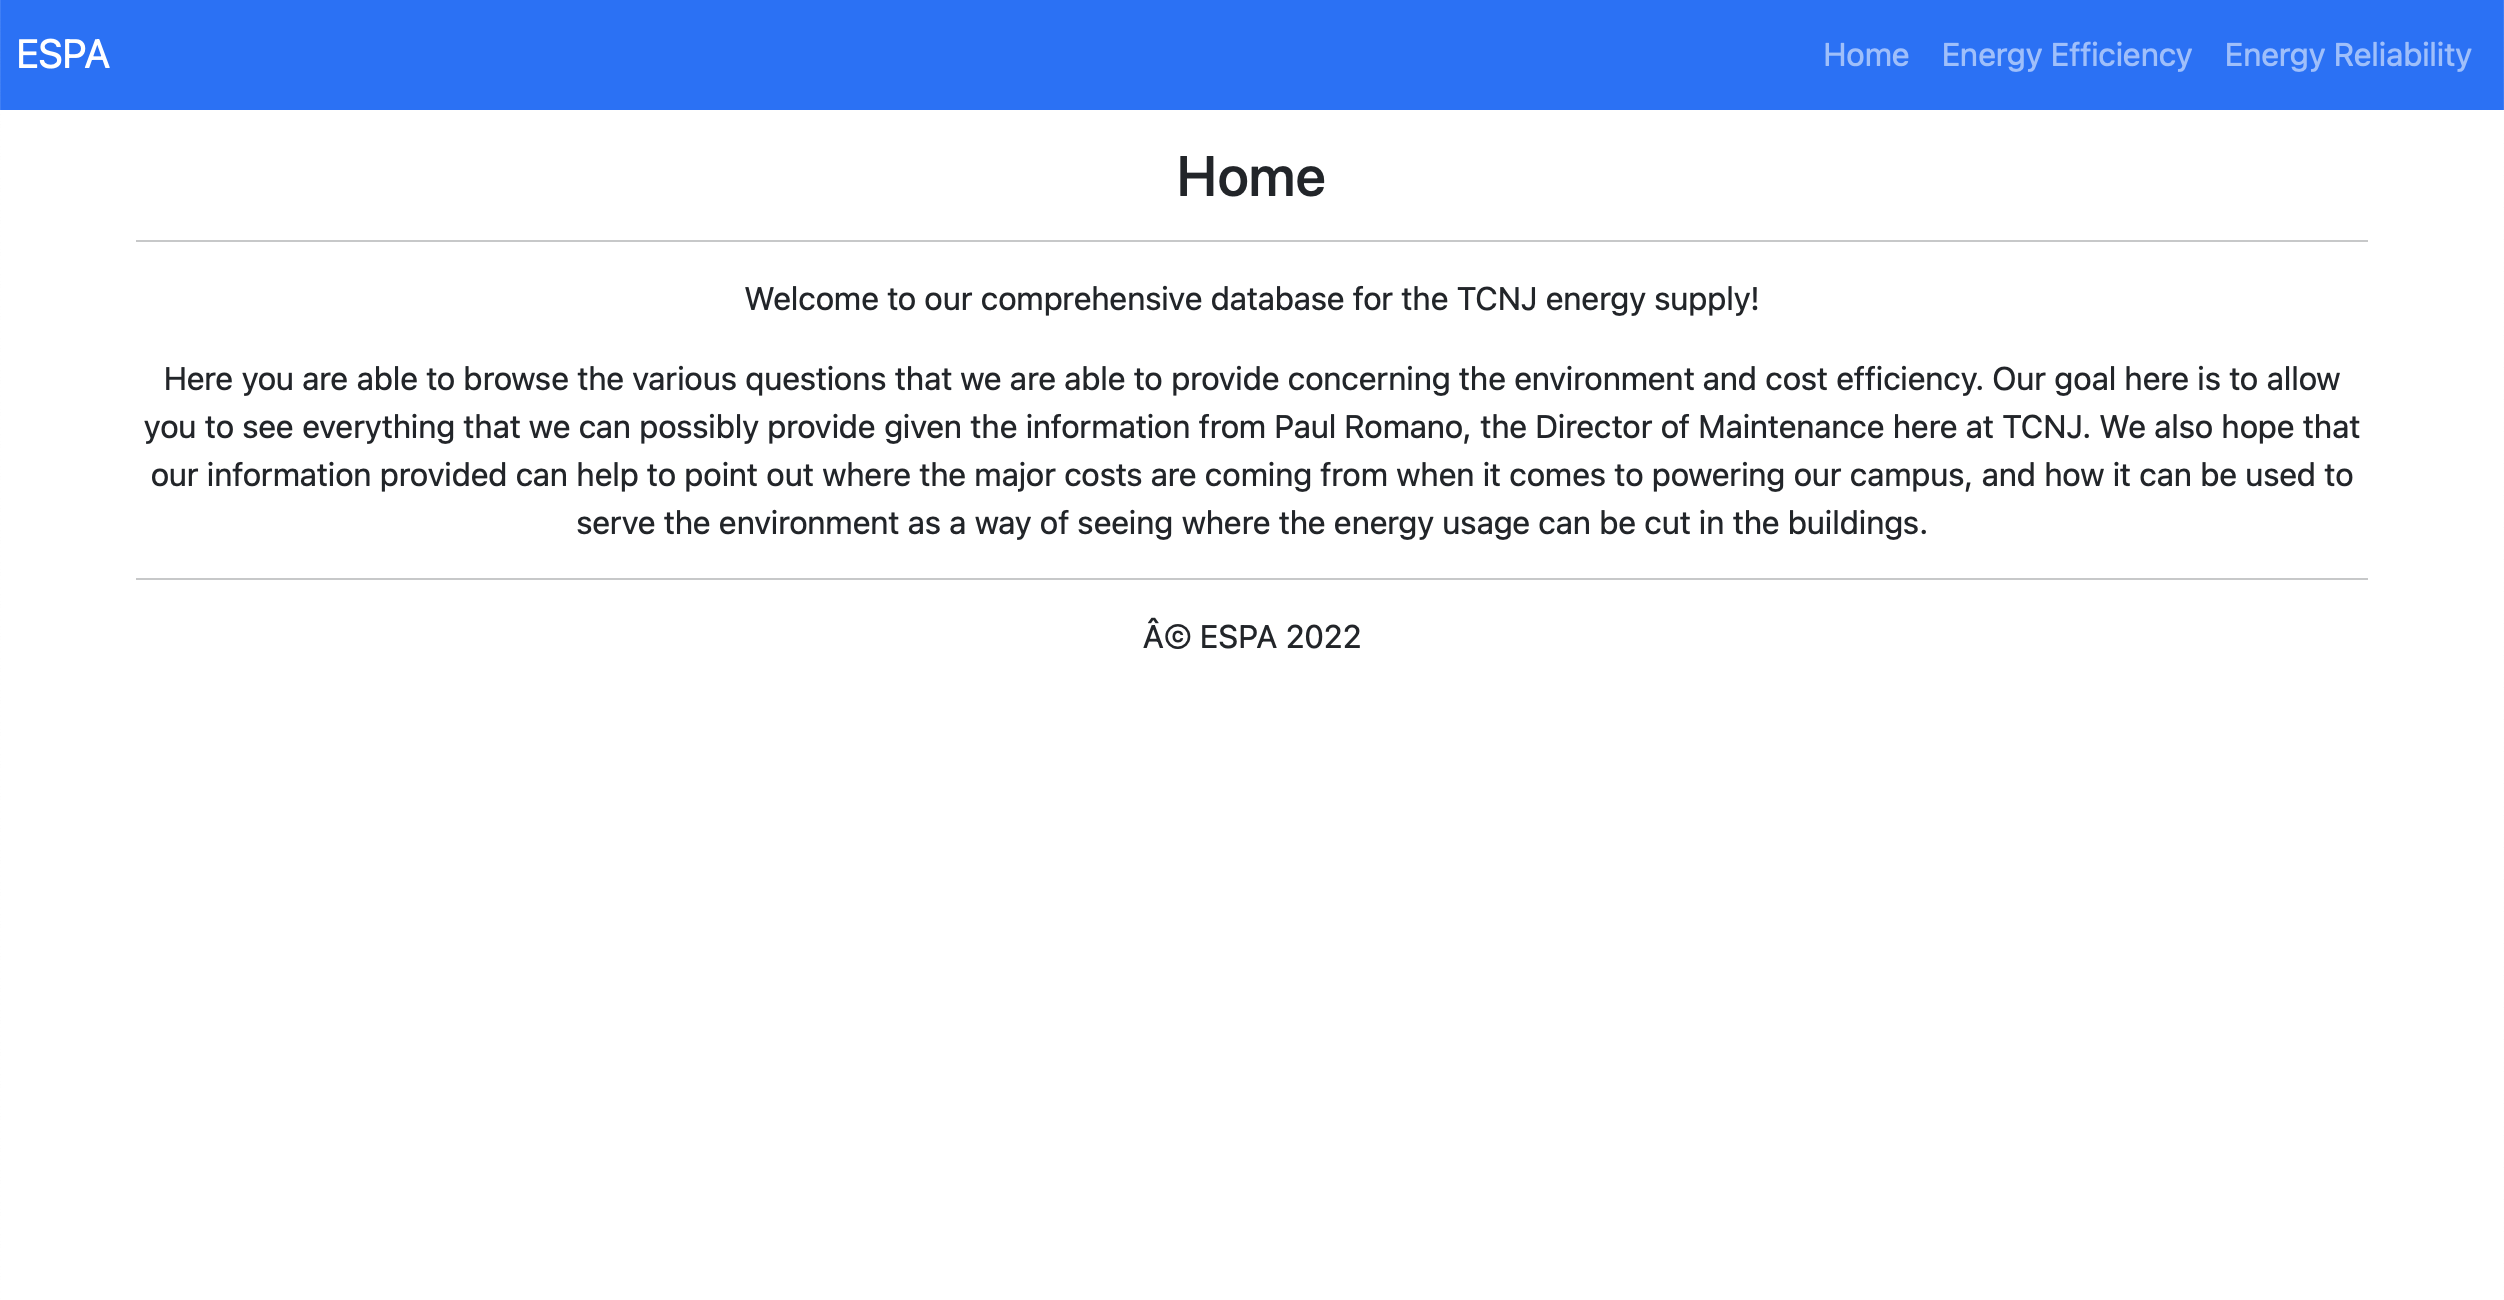 ESPA
Home
Energy Efficiency
Energy Reliability
Home
Welcome to our comprehensive database for the TCNJ energy supply!
Here you are able to browse the various questions that we are able to provide concerning the environment and cost efficiency. Our goal here is to allow
you to see everything that we can possibly provide given the information from Paul Romano, the Director of Maintenance here at TCNJ. We also hope that
our information provided can help to point out where the major costs are coming from when it comes to powering our campus, and how it can be used to
serve the environment as a way of seeing where the energy usage can be cut in the buildings.
Â© ESPA 2022